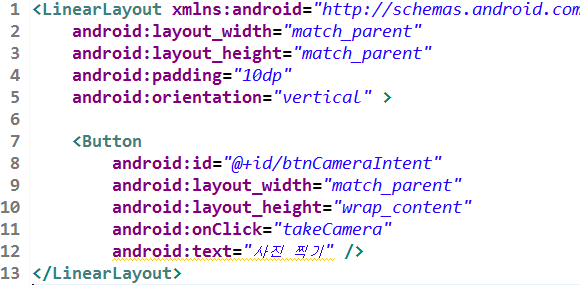 1 <LinearLayout xmlns:android="http://schemas.android.com
2 android:layout_width="match_parent"
3 android:layout_height="match_parent"
4 android:padding="10dp"
5 android:orientation="vertical" >
6
7 <Button
8 android:id="@+id/btnCameraIntent"
9 android:layout_width="match_parent"
10 android:layout_height="wrap_content"
11 android:onClick="takeCamera"
12 android:text="사진 찍기" />
13 </LinearLayout>